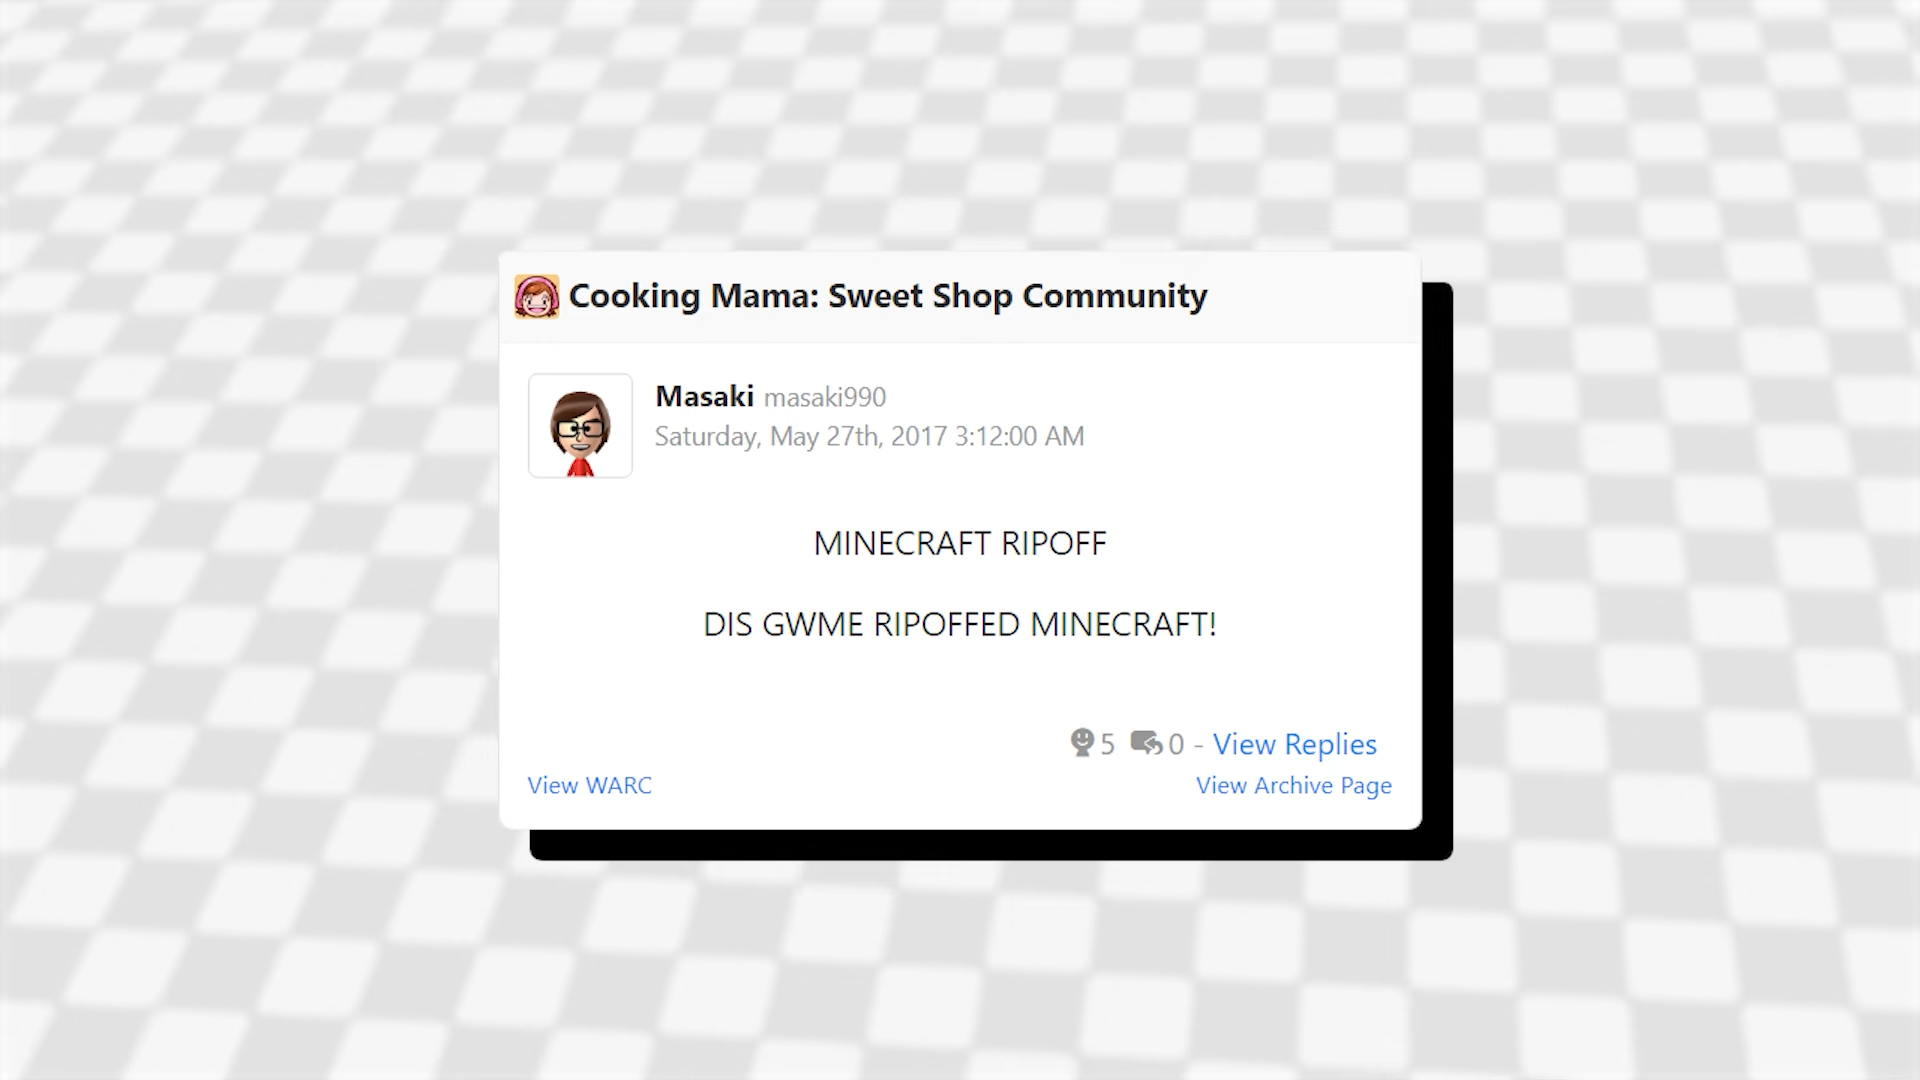 Cooking Mama: Sweet Shop Community
Masaki masaki990
Saturday, May 27th, 2017 3:12:00 AM
MINECRAFT RIPOFF
DIS GWME RIPOFFED MINECRAFT!
5 0 - View Replies
View WARC View Archive Page